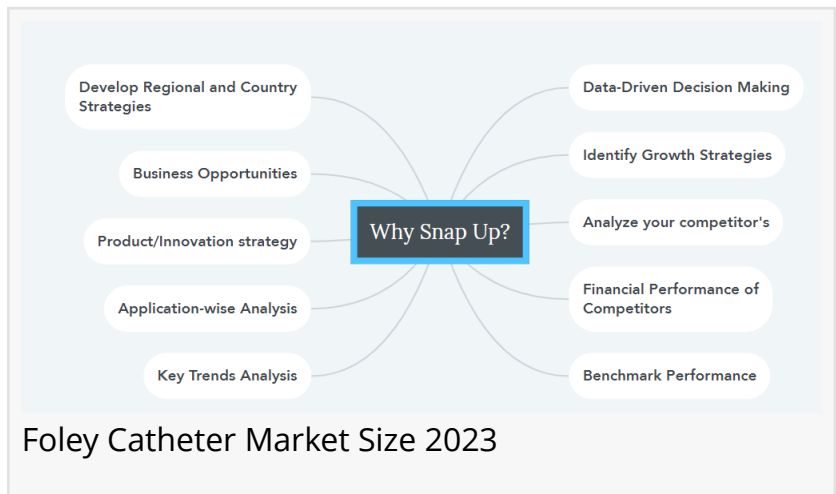 Develop Regional and Country
Strategies
Business Opportunities
Product/Innovation strategy
Application-wise Analysis
Key Trends Analysis
Why Snap Up?
Data-Driven Decision Making
Identify Growth Strategies
Analyze your competitor's
Financial Performance of
Competitors
Benchmark Performance
Foley Catheter Market Size 2023